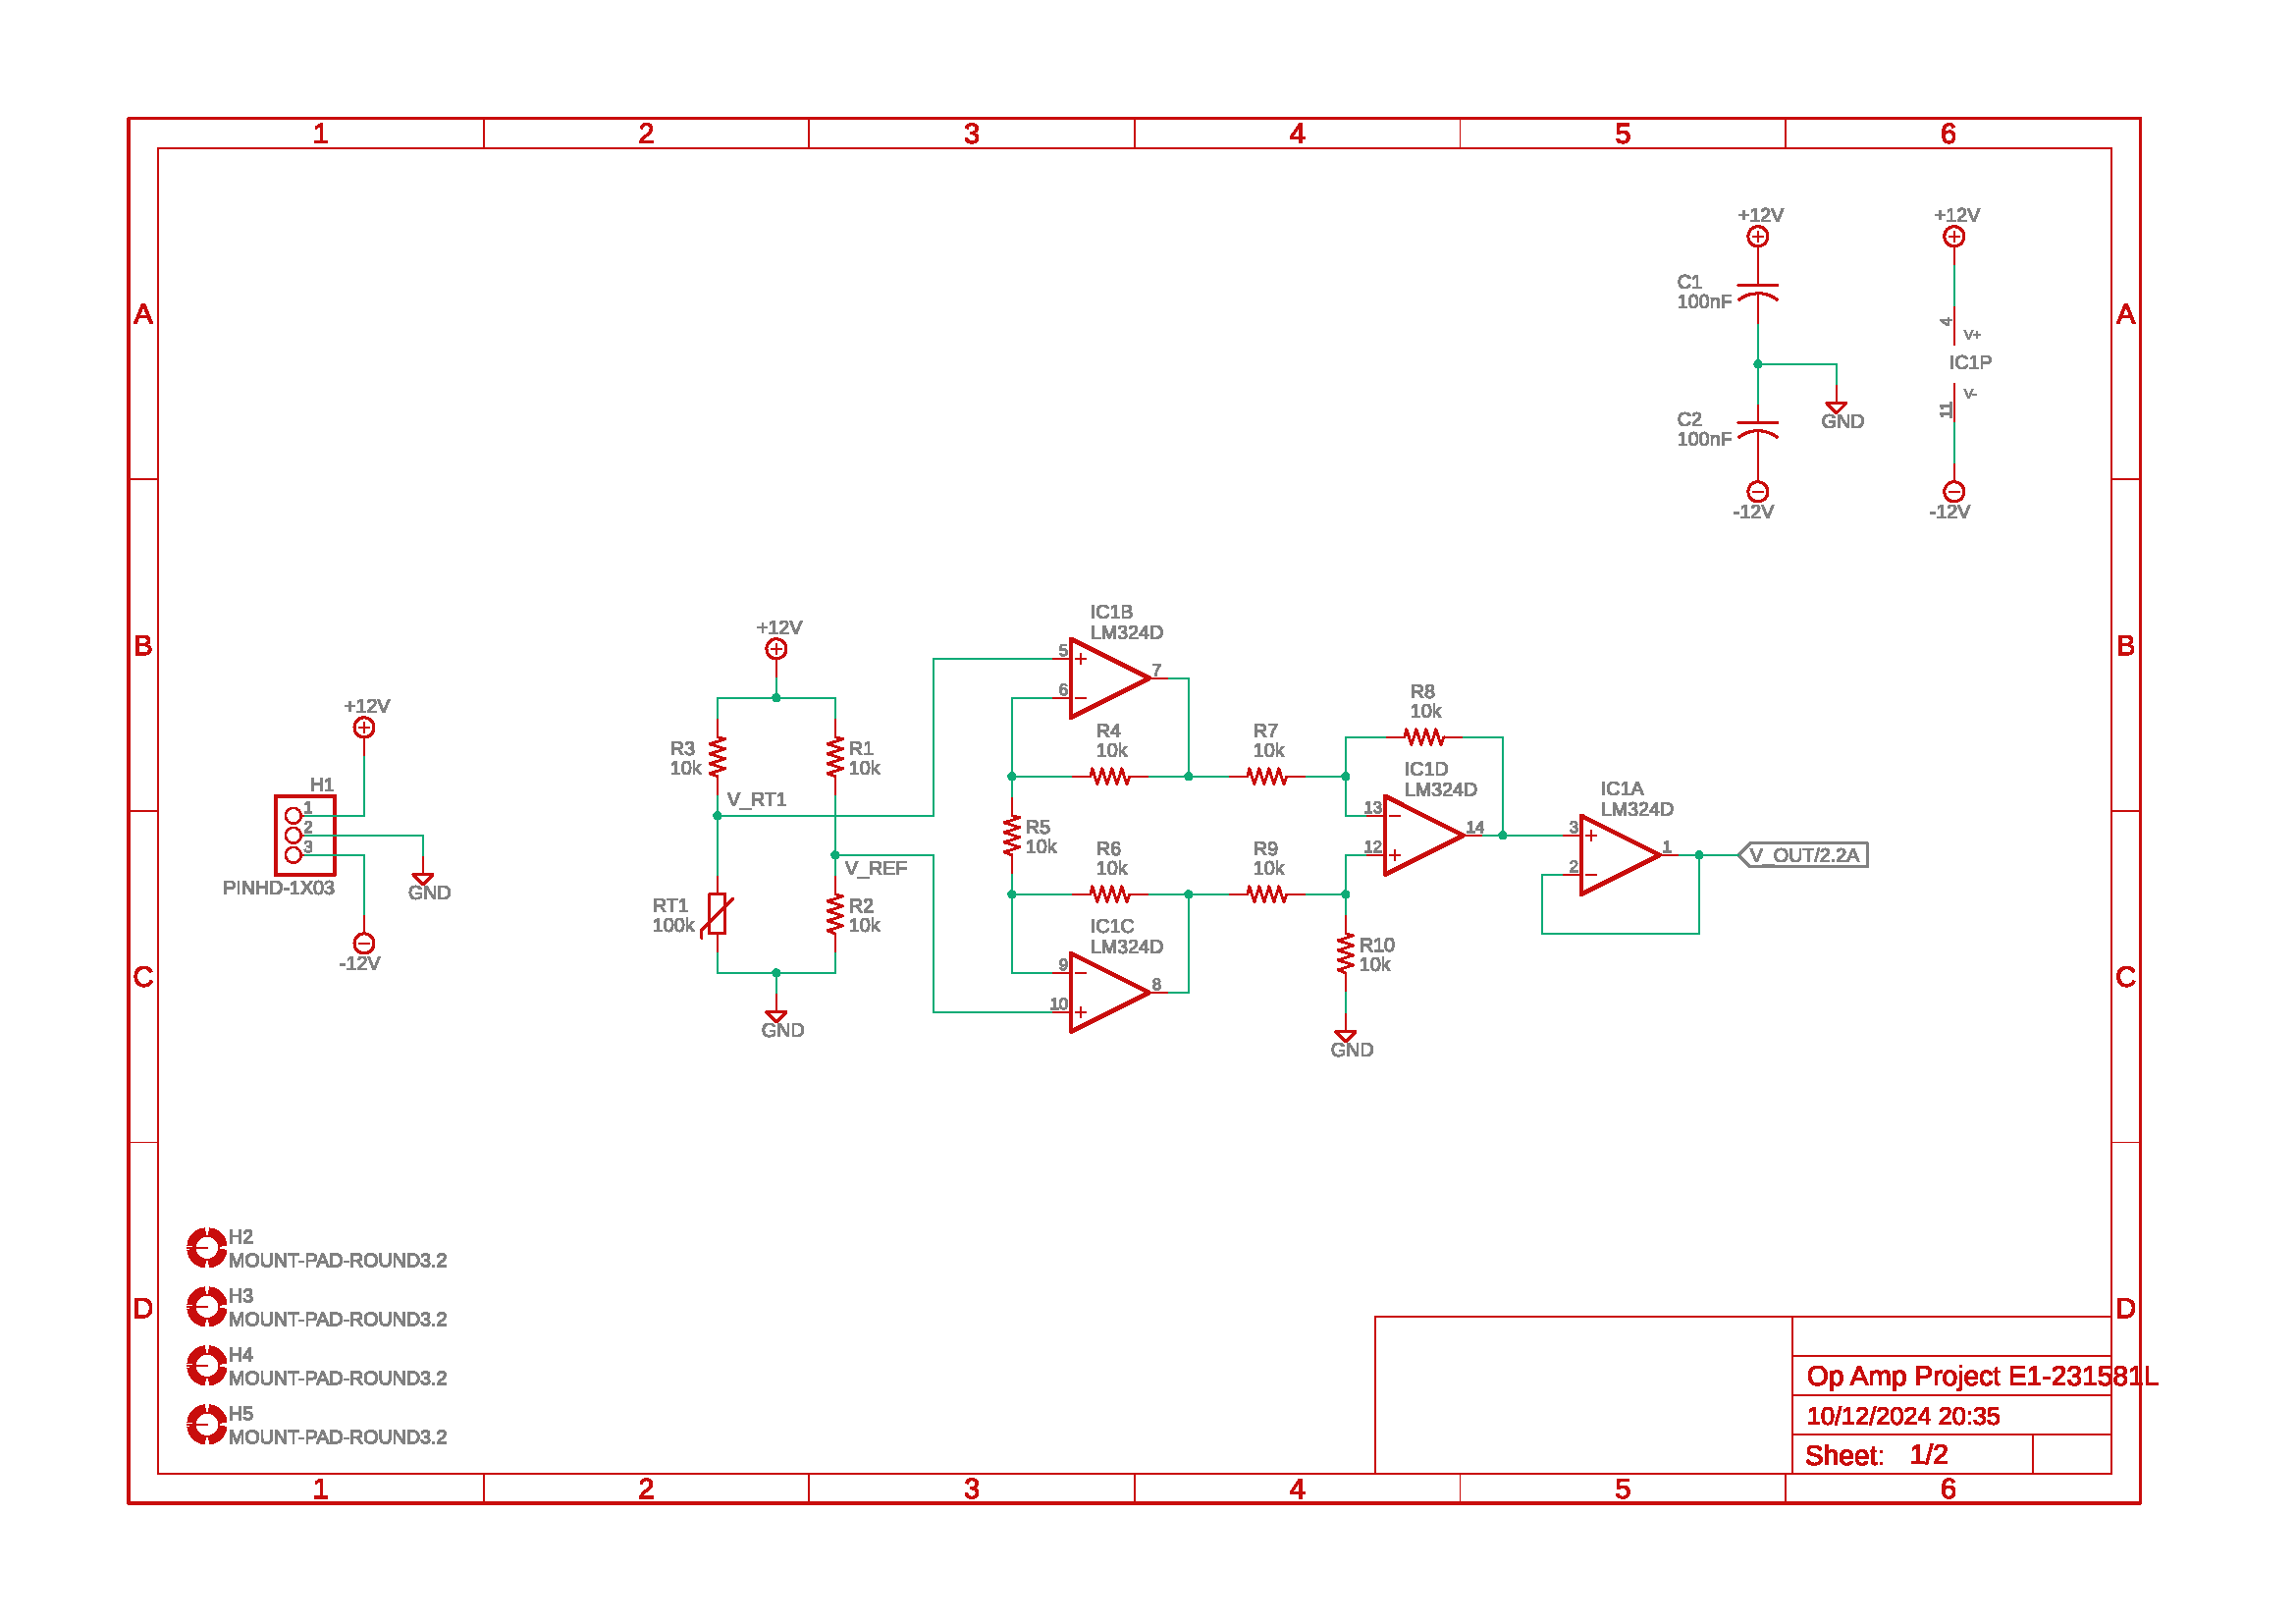 1 2 3 4 5 6
+12V +12V
C1
100nF
4
V+
A A
IC1P
V-
11
GND
C2
100nF
-12V -12V
IC1B
LM324D
+12V
5
6
7
B B
R8
10k
+12V
R4
10k
R7
10k
R3
10k
R1
10k
IC1D
LM324D
IC1A
LM324D
H1
1
2
3
V_RT1
13
12
14
3
2
1
R5
10k
V_OUT/2.2A
R6
10k
R9
10k
V_REF
PINHD-1X03
GND
RT1
100k
R2
10k
IC1C
LM324D
R10
10k
-12V
9
10
8
C C
GND
GND
H2
MOUNT-PAD-ROUND3.2
H3
MOUNT-PAD-ROUND3.2
D D
H4
MOUNT-PAD-ROUND3.2
H5
MOUNT-PAD-ROUND3.2
Op Amp Project E1-231581L
10/12/2024 20:35
Sheet: 1/2
1 2 3 4 5 6